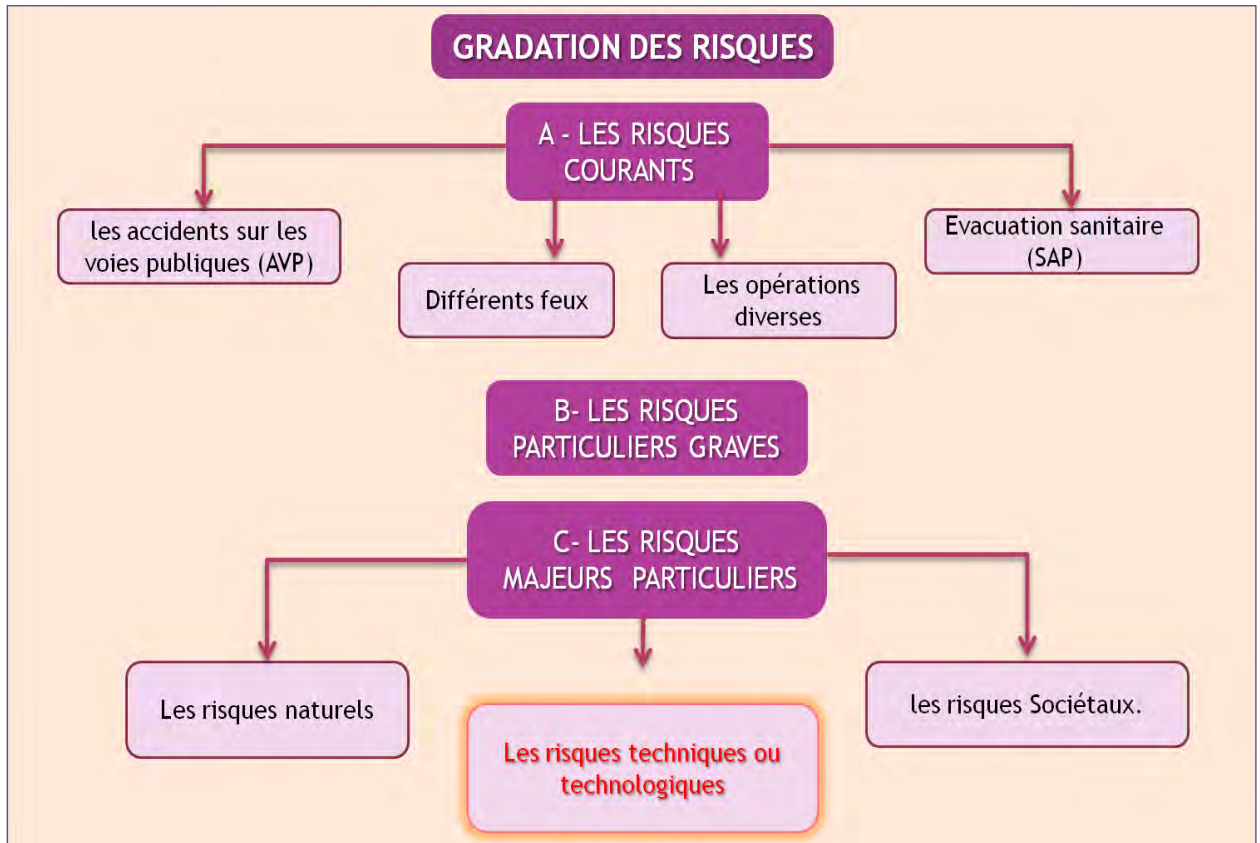 GRADATION DES RISQUES
A - LES RISQUES
COURANTS
les accidents sur les
voies publiques (AVP)
Différents feux
Les opérations
diverses
Evacuation sanitaire
(SAP)
B- LES RISQUES
PARTICULIERS GRAVES
C- LES RISQUES
MAJEURS PARTICULIERS
Les risques naturels
Les risques techniques ou
technologiques
les risques Sociétaux.